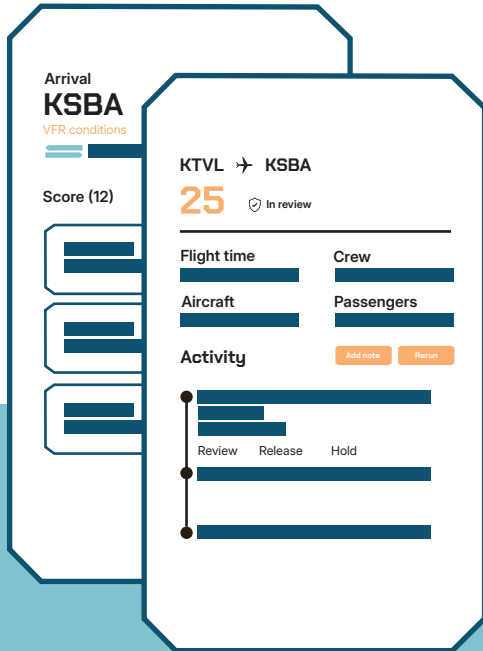 Arrival
KSBA
VFR conditions
Score (12)
KTVL KSBA
25 In review
Flight time Crew
Aircraft Passengers
Activity Add note Rerun
Review Release Hold